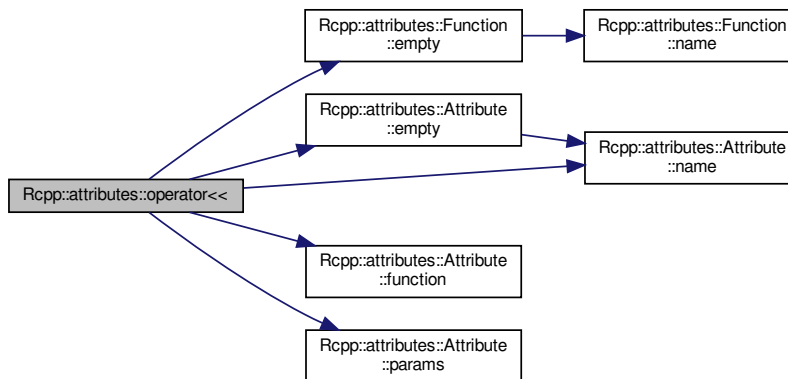 Rcpp::attributes::Function
::empty
Rcpp::attributes::Function
::name
Rcpp::attributes::Attribute
::empty
Rcpp::attributes::Attribute
::name
Rcpp::attributes::operator<<
Rcpp::attributes::Attribute
::function
Rcpp::attributes::Attribute
::params